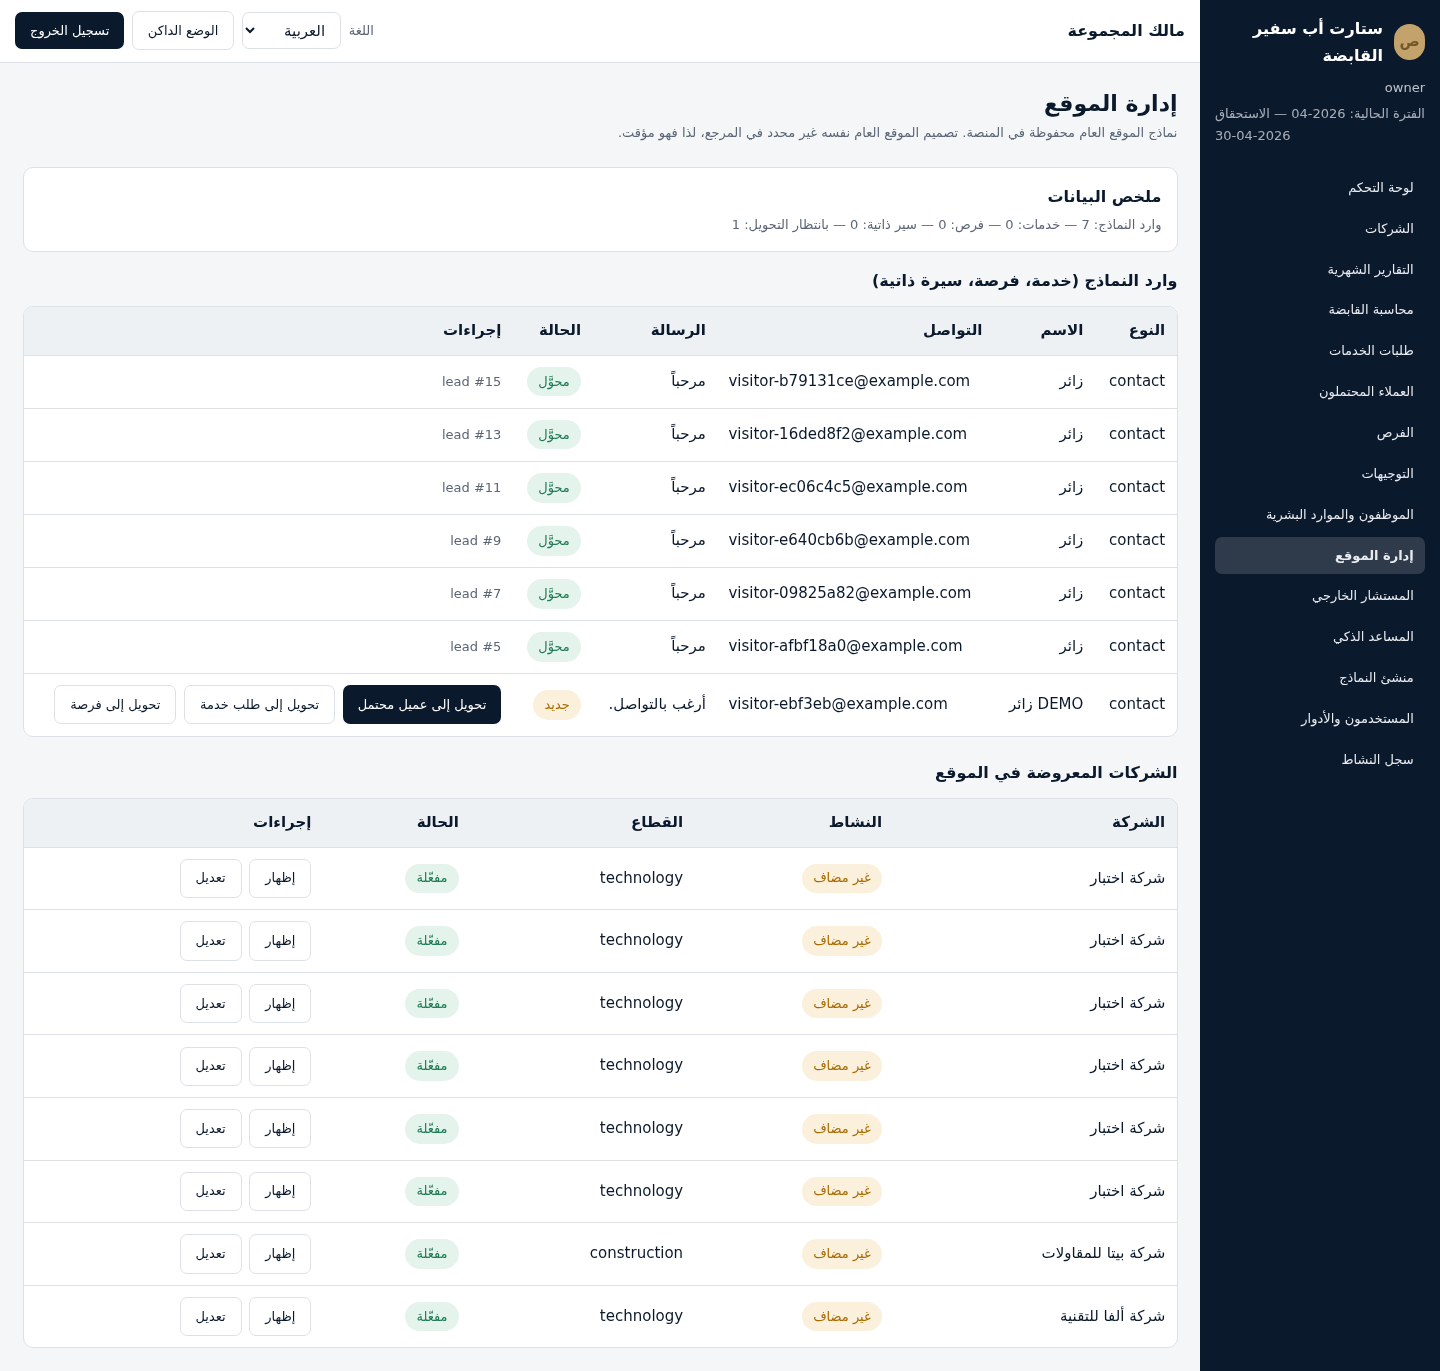 ص
ستارت أب سفير
القابضة
owner
الفترة الحالية: 2026-04 — الاستحقاق
2026-04-30
لوحة التحكم
الشركات
التقارير الشهرية
محاسبة القابضة
طلبات الخدمات
العملاء المحتملون
الفرص
التوجيهات
الموظفون والموارد البشرية
إدارة الموقع
المستشار الخارجي
المساعد الذكي
منشئ النماذج
المستخدمون والأدوار
سجل النشاط
مالك المجموعة
اللغة
العربية
الوضع الداكن
تسجيل الخروج
إدارة الموقع
نماذج الموقع العام محفوظة في المنصة. تصميم الموقع العام نفسه غير محدد في المرجع، لذا فهو مؤقت.
ملخص البيانات
وارد النماذج: 7 — خدمات: 0 — فرص: 0 — سير ذاتية: 0 — بانتظار التحويل: 1
وارد النماذج (خدمة، فرصة، سيرة ذاتية)
النوع الاسم التواصل الرسالة الحالة إجراءات
contact زائر visitor-b79131ce@example.com مرحباً محوَّل lead #15
contact زائر visitor-16ded8f2@example.com مرحباً محوَّل lead #13
contact زائر visitor-ec06c4c5@example.com مرحباً محوَّل lead #11
contact زائر visitor-e640cb6b@example.com مرحباً محوَّل lead #9
contact زائر visitor-09825a82@example.com مرحباً محوَّل lead #7
contact زائر visitor-afbf18a0@example.com مرحباً محوَّل lead #5
contact DEMO زائر visitor-ebf3eb@example.com أرغب بالتواصل. جديد تحويل إلى عميل محتمل تحويل إلى طلب خدمة تحويل إلى فرصة
الشركات المعروضة في الموقع
الشركة النشاط القطاع الحالة إجراءات
شركة اختبار غير مضاف technology مفعّلة إظهار تعديل
شركة اختبار غير مضاف technology مفعّلة إظهار تعديل
شركة اختبار غير مضاف technology مفعّلة إظهار تعديل
شركة اختبار غير مضاف technology مفعّلة إظهار تعديل
شركة اختبار غير مضاف technology مفعّلة إظهار تعديل
شركة اختبار غير مضاف technology مفعّلة إظهار تعديل
شركة بيتا للمقاولات غير مضاف construction مفعّلة إظهار تعديل
شركة ألفا للتقنية غير مضاف technology مفعّلة إظهار تعديل